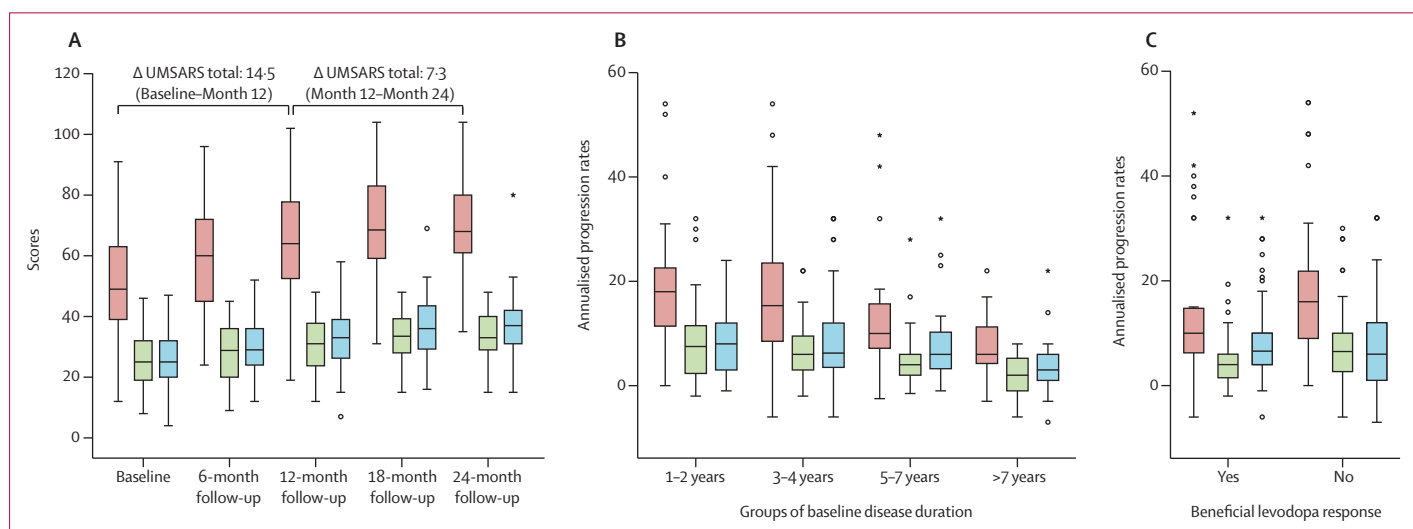 A
Δ UMSARS total: 14·5
(Baseline–Month 12)
Δ UMSARS total: 7·3
(Month 12–Month 24)
120
100
80
60
40
20
0
Scores
Baseline
6-month
follow-up
12-month
follow-up
18-month
follow-up
24-month
follow-up
B
60
40
20
0
Annualised progression rates
1–2 years
3–4 years
5–7 years
>7 years
Groups of baseline disease duration
C
60
40
20
0
Annualised progression rates
Yes
No
Beneficial levodopa response